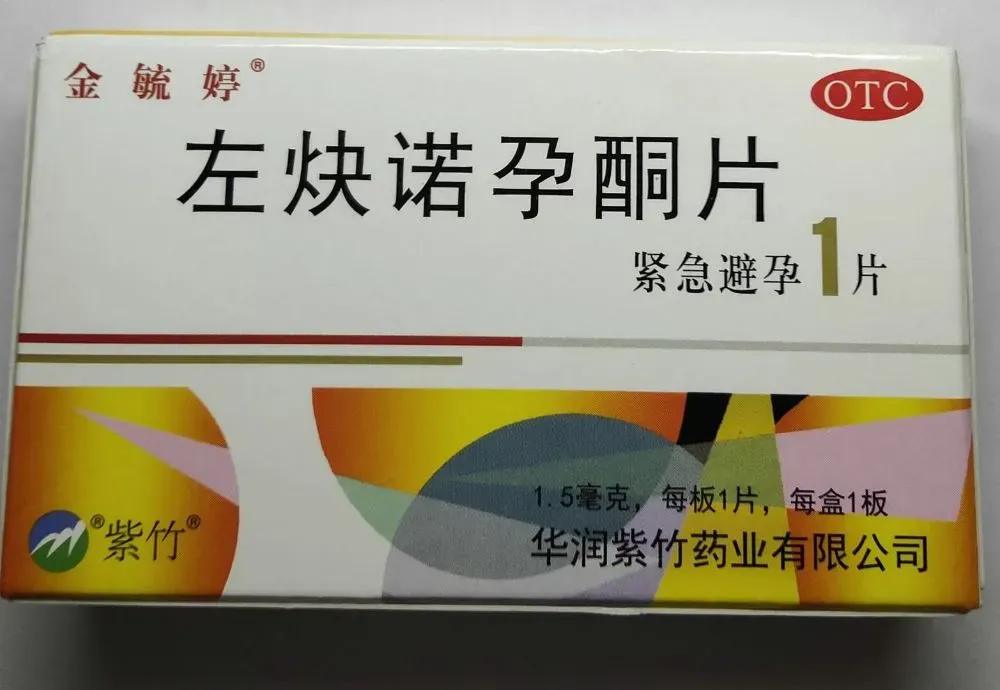 金毓婷®
OTC
左炔诺孕酮片
紧急避孕1片
1.5毫克，每板1片，每盒1板
®紫竹®
华润紫竹药业有限公司